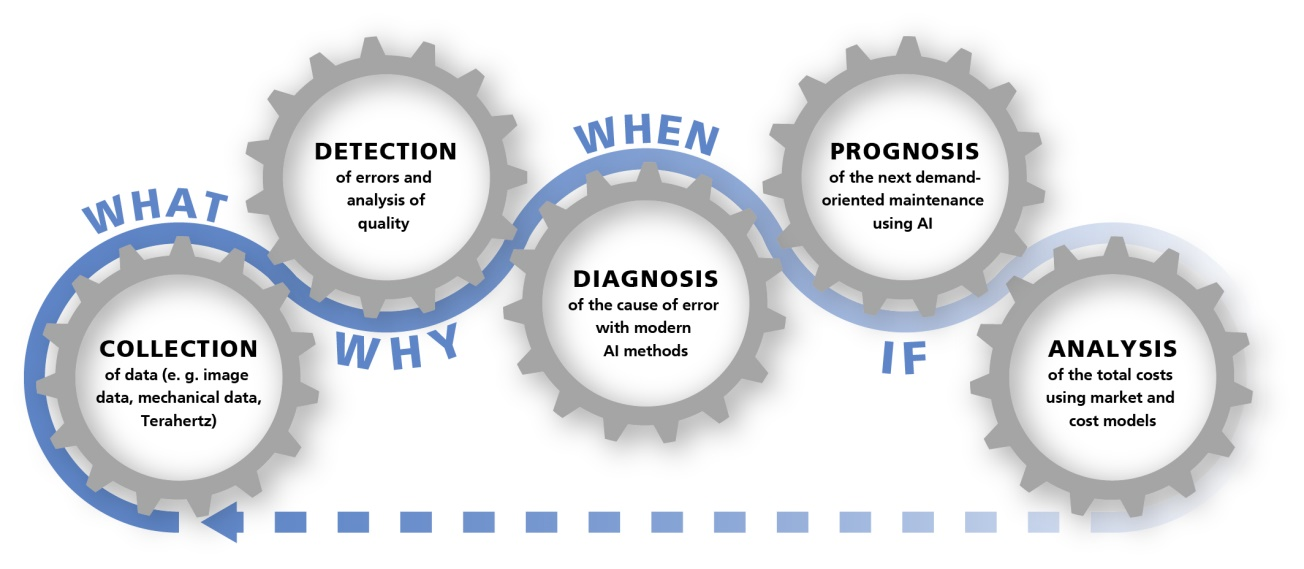 WHAT
COLLECTION
of data (e. g. image
data, mechanical data,
Terahertz)
DETECTION
of errors and
analysis of
quality
WHY
WHEN
DIAGNOSIS
of the cause of error
with modern
AI methods
PROGNOSIS
of the next demand-
oriented maintenance
using AI
IF
ANALYSIS
of the total costs
using market and
cost models